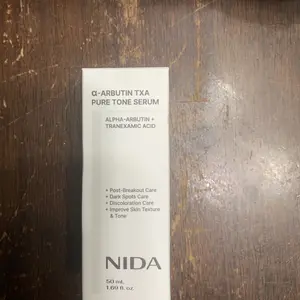 α-ARBUTIN TXA
PURE TONE SERUM
ALPHA-ARBUTIN +
TRANEXAMIC ACID
• Post-Breakout Care
• Dark Spots Care
• Discoloration Care
• Improve Skin Texture
& Tone
NIDA
50 mL
1.69 fl. oz